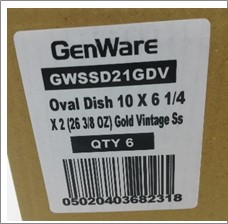 GenWare
GWSSD21GDV
Oval Dish 10 X 6 1/4
X 2 (26 3/8 OZ) Gold Vintage Ss
QTY 6
05020403682318